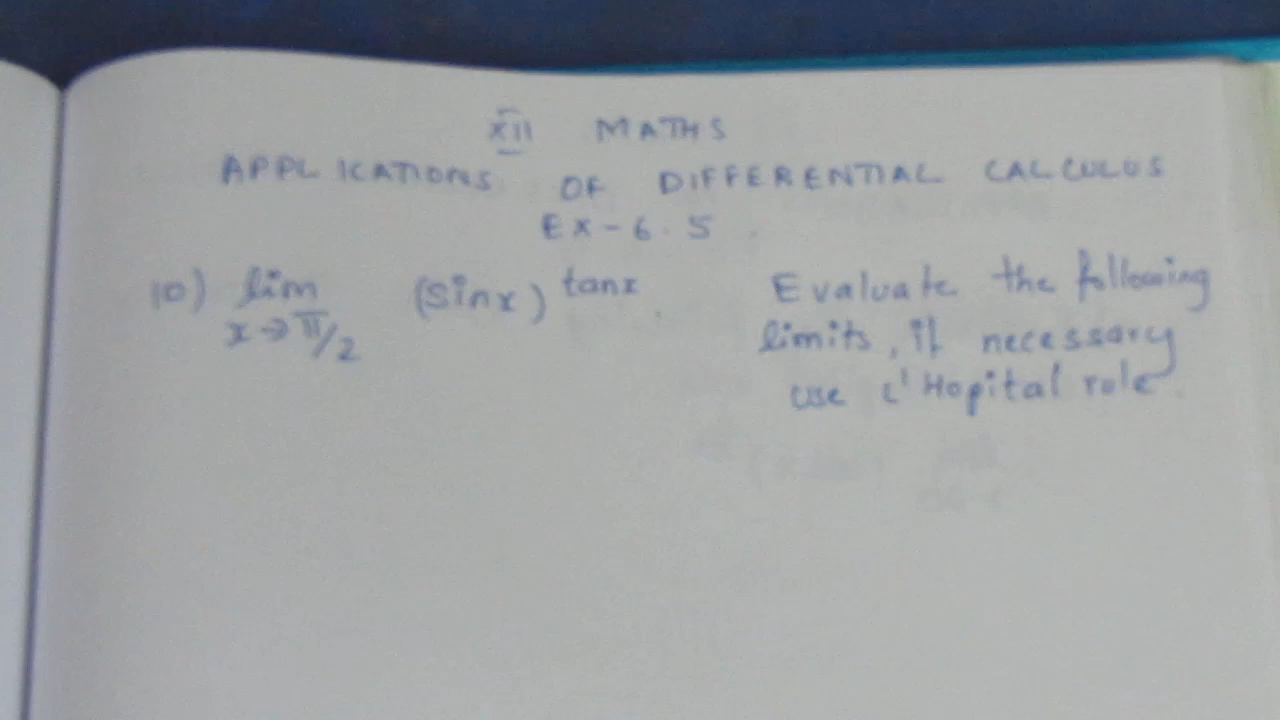 XII MATHS
APPLICATIONS OF DIFFERENTIAL CALCULUS
EX-6.5
10) lim x→π/2 (sinx)^tanx
Evaluate the following
limits, if necessary
use l'Hopital rule.